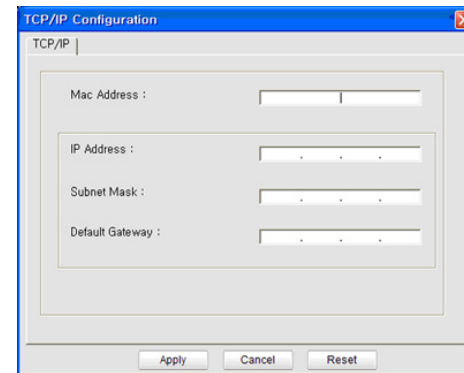 TCP/IP Configuration
TCP/IP
Mac Address :
IP Address :
. . .
Subnet Mask :
. . .
Default Gateway :
. . .
Apply Cancel Reset